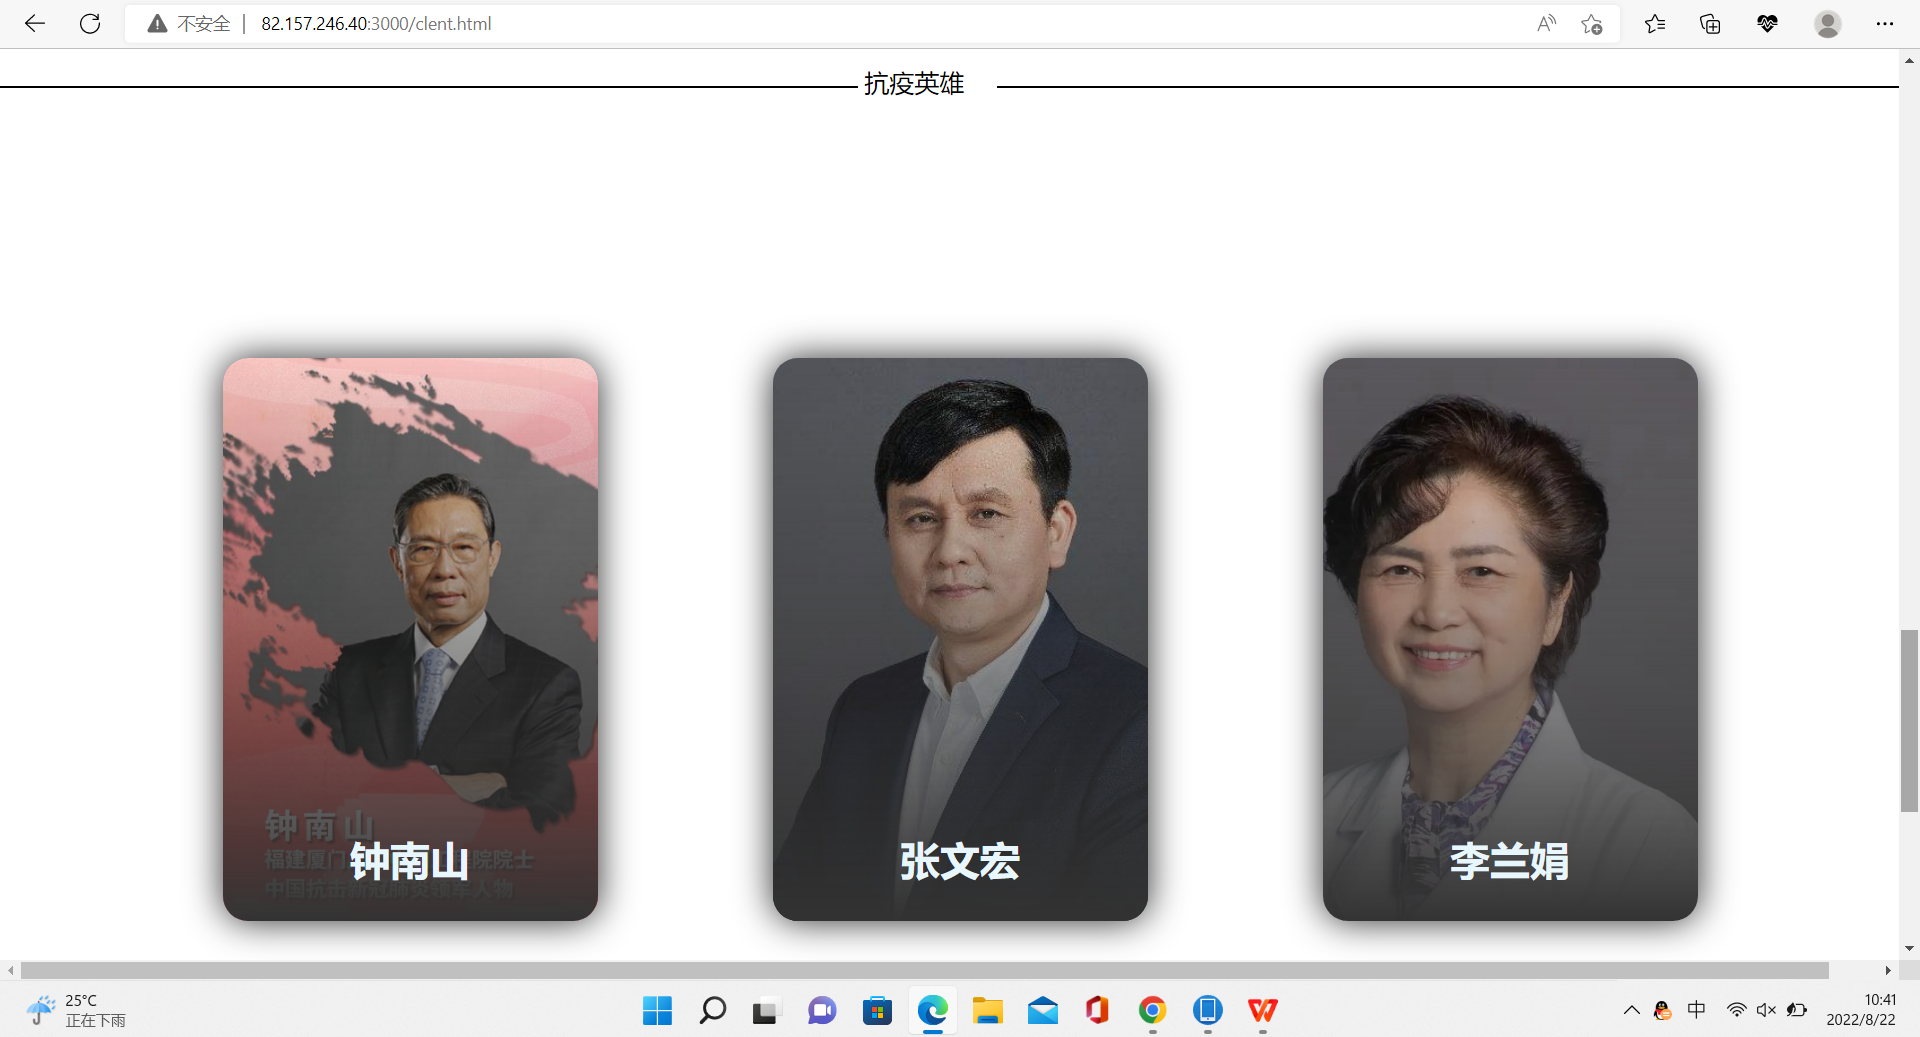 不安全 | 82.157.246.40:3000/clent.html
抗疫英雄
钟南山
福建厦门
院院士
中国抗击新冠肺炎领军人物
钟南山
张文宏
李兰娟
25°C
正在下雨
中
10:41
2022/8/22